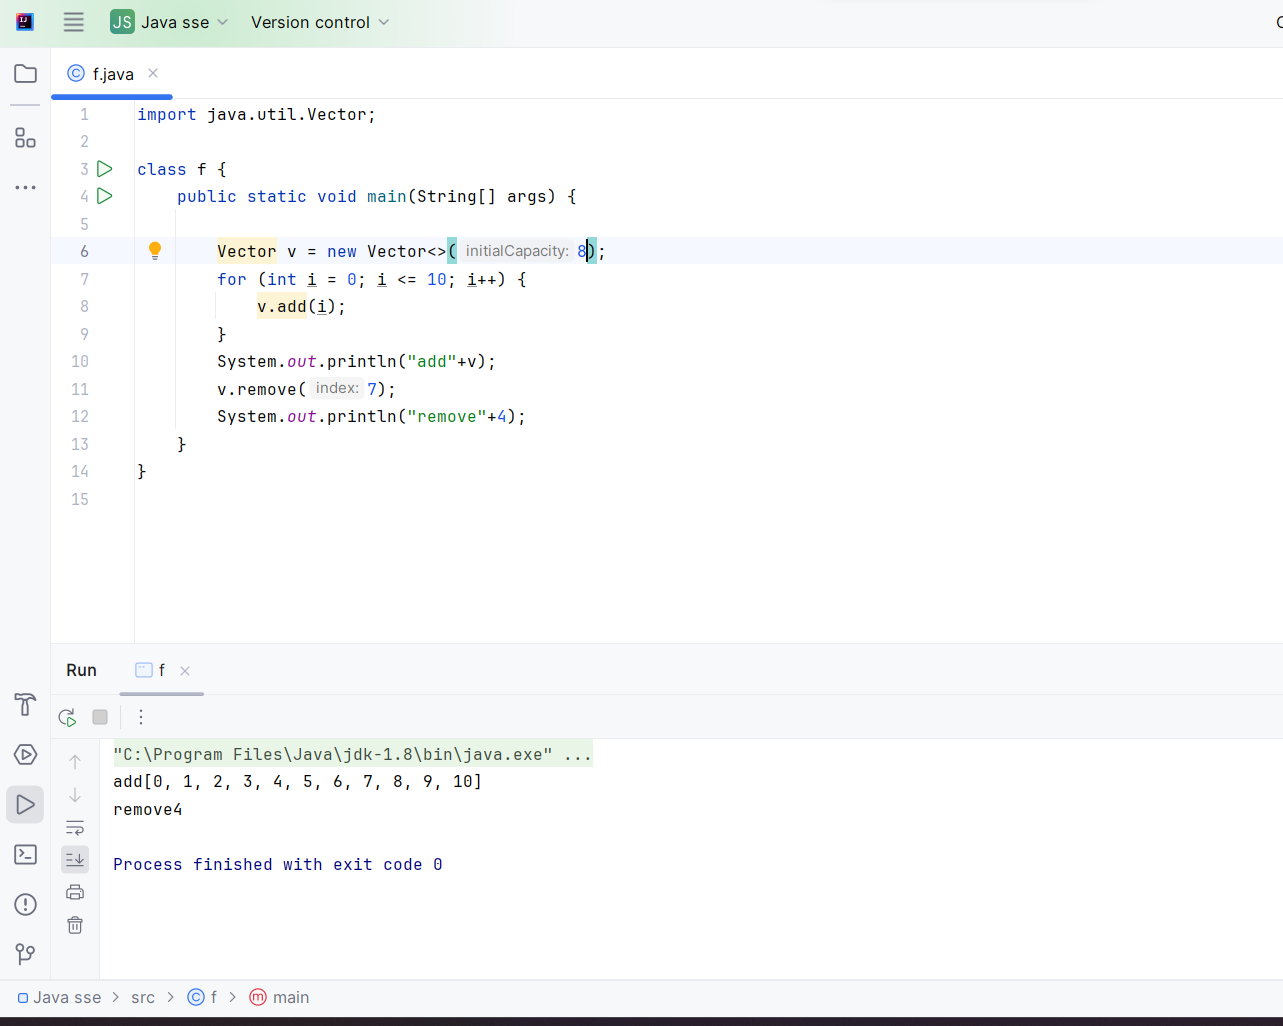 JS Java sse Version control
f.java
1 import java.util.Vector;
2
3 class f {
4 public static void main(String[] args) {
5
6 Vector v = new Vector<>( initialCapacity: 8);
7 for (int i = 0; i <= 10; i++) {
8 v.add(i);
9 }
10 System.out.println("add"+v);
11 v.remove( index: 7);
12 System.out.println("remove"+4);
13 }
14 }
15
Run f
"C:\Program Files\Java\jdk-1.8\bin\java.exe" ...
add[0, 1, 2, 3, 4, 5, 6, 7, 8, 9, 10]
remove4
Process finished with exit code 0
Java sse > src > f > main